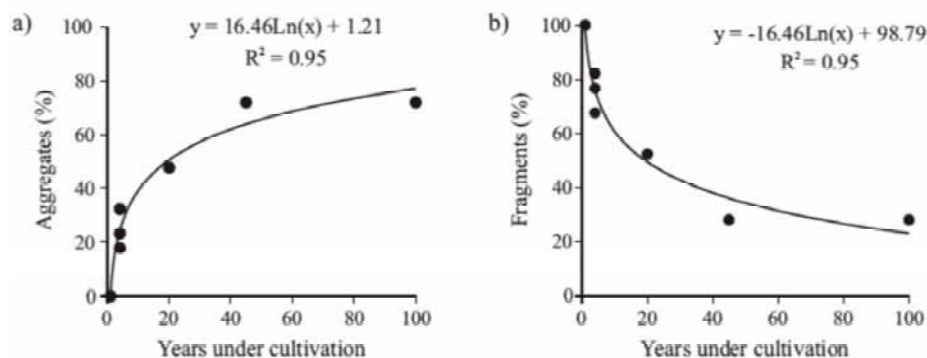 a)
y = 16.46Ln(x) + 1.21
R² = 0.95
Aggregates (%)
100
80
60
40
20
0
0 20 40 60 80 100
Years under cultivation
b)
y = -16.46Ln(x) + 98.79
R² = 0.95
Fragments (%)
100
80
60
40
20
0
0 20 40 60 80 100
Years under cultivation